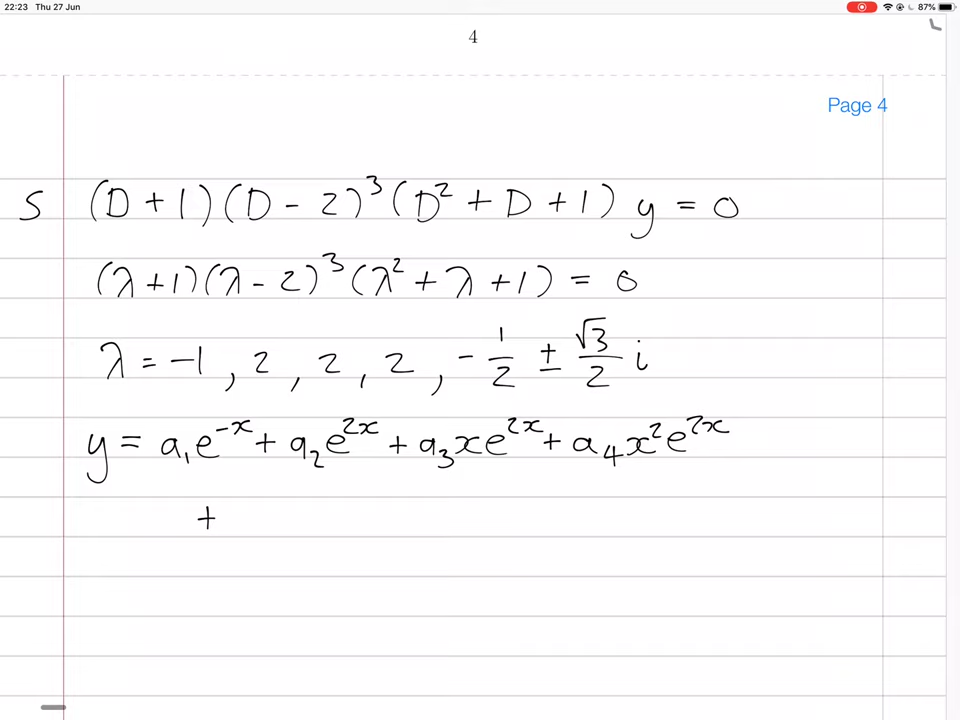 22:23 Thu 27 Jun 87%
4
Page 4
S (D + 1)(D - 2)³(D² + D + 1) y = 0
(λ + 1)(λ - 2)³(λ² + λ + 1) = 0
λ = -1, 2, 2, 2, -1/2 ± √3/2 i
y = a₁e⁻ˣ + a₂e²ˣ + a₃xe²ˣ + a₄x²e²ˣ
+